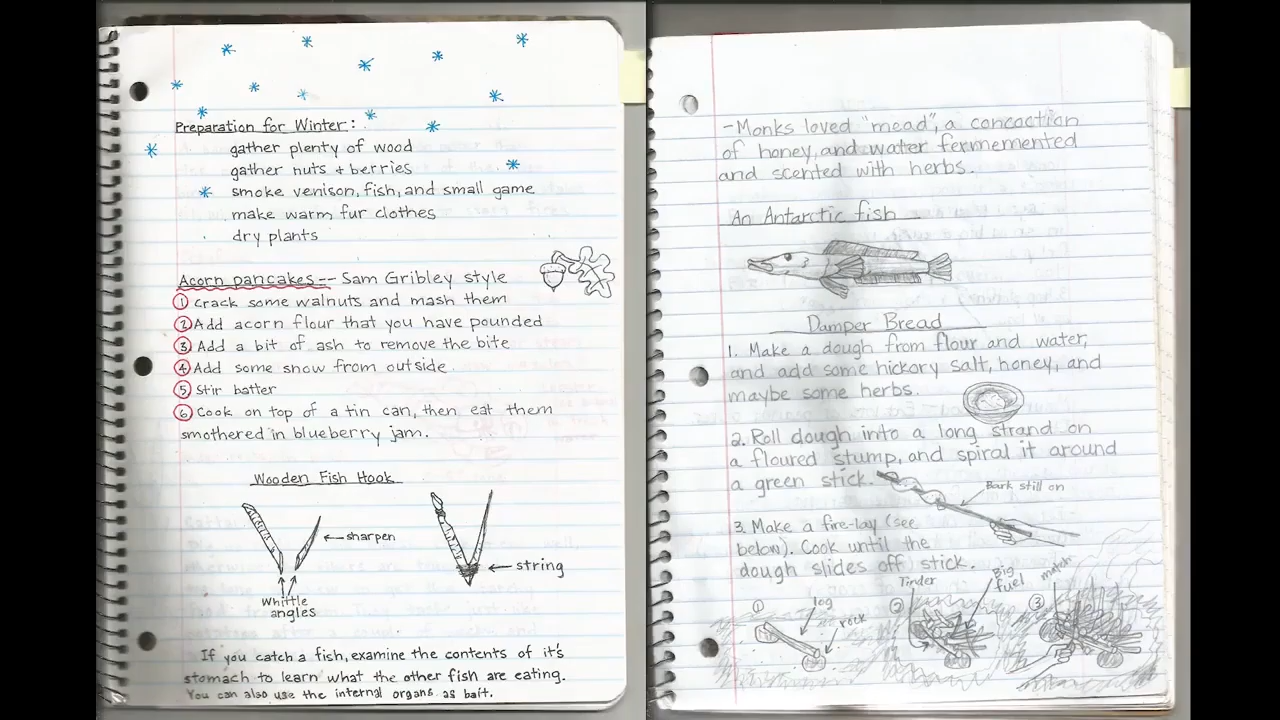 Preparation for Winter:
gather plenty of wood
gather nuts + berries
smoke venison, fish, and small game
make warm fur clothes
dry plants
Acorn pancakes-- Sam Gribley style
1 crack some walnuts and mash them
2 Add acorn flour that you have pounded
3 Add a bit of ash to remove the bite
4 Add some snow from outside
5 Stir batter
6 Cook on top of a tin can, then eat them
smothered in blueberry jam.
Wooden Fish Hook
sharpen
string
Whittle
angles
If you catch a fish, examine the contents of it's
stomach to learn what the other fish are eating.
You can also use the internal organs as bait.
-Monks loved "mead", a concoction
of honey, and water fermemented
and scented with herbs.
An Antarctic fish
Damper Bread
1. Make a dough from flour and water,
and add some hickory salt, honey, and
maybe some herbs.
2. Roll dough into a long strand on
a floured stump, and spiral it around
a green stick.
Bark still on
3. Make a fire-lay (see
below). Cook until the
dough slides off stick.
1 log
rock
2 Tinder
Big
fuel
3 match